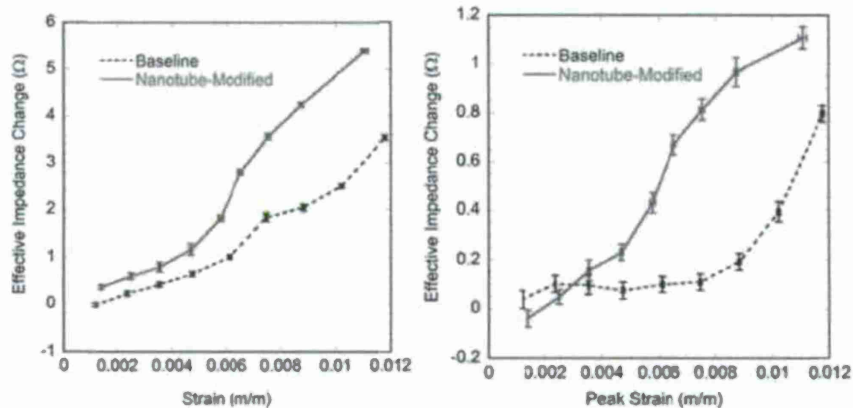 6
5
4
3
2
1
0
-1
Effective Impedance Change (Ω)
Baseline
Nanotube-Modified
0 0.002 0.004 0.006 0.008 0.01 0.012
Strain (m/m)
1.2
1
0.8
0.6
0.4
0.2
0
-0.2
Effective Impedance Change (Ω)
Baseline
Nanotube-Modified
0 0.002 0.004 0.006 0.008 0.01 0.012
Peak Strain (m/m)